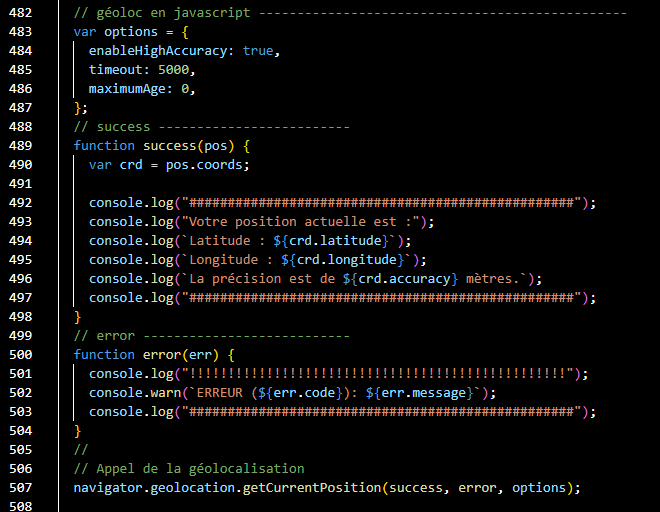 482 // géoloc en javascript ------------------------------------------------
483 var options = {
484 enableHighAccuracy: true,
485 timeout: 5000,
486 maximumAge: 0,
487 };
488 // success -------------------------
489 function success(pos) {
490 var crd = pos.coords;
491
492 console.log("##################################################");
493 console.log("Votre position actuelle est :");
494 console.log(`Latitude : ${crd.latitude}`);
495 console.log(`Longitude : ${crd.longitude}`);
496 console.log(`La précision est de ${crd.accuracy} mètres.`);
497 console.log("##################################################");
498 }
499 // error ---------------------------
500 function error(err) {
501 console.log("!!!!!!!!!!!!!!!!!!!!!!!!!!!!!!!!!!!!!!!!!!!!!!!!!");
502 console.warn(`ERREUR (${err.code}): ${err.message}`);
503 console.log("##################################################");
504 }
505 //
506 // Appel de la géolocalisation
507 navigator.geolocation.getCurrentPosition(success, error, options);
508